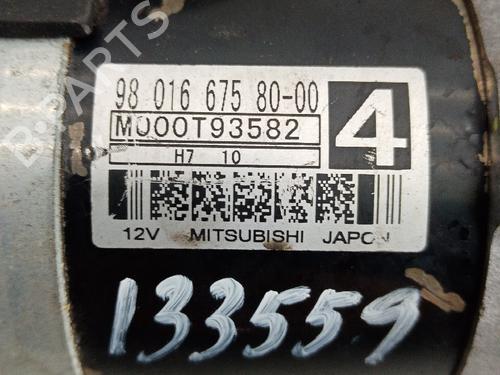 98 016 675 80-00
M000T93582
4
H7 10
12V MITSUBISHI JAPON
133559
B-PARTS